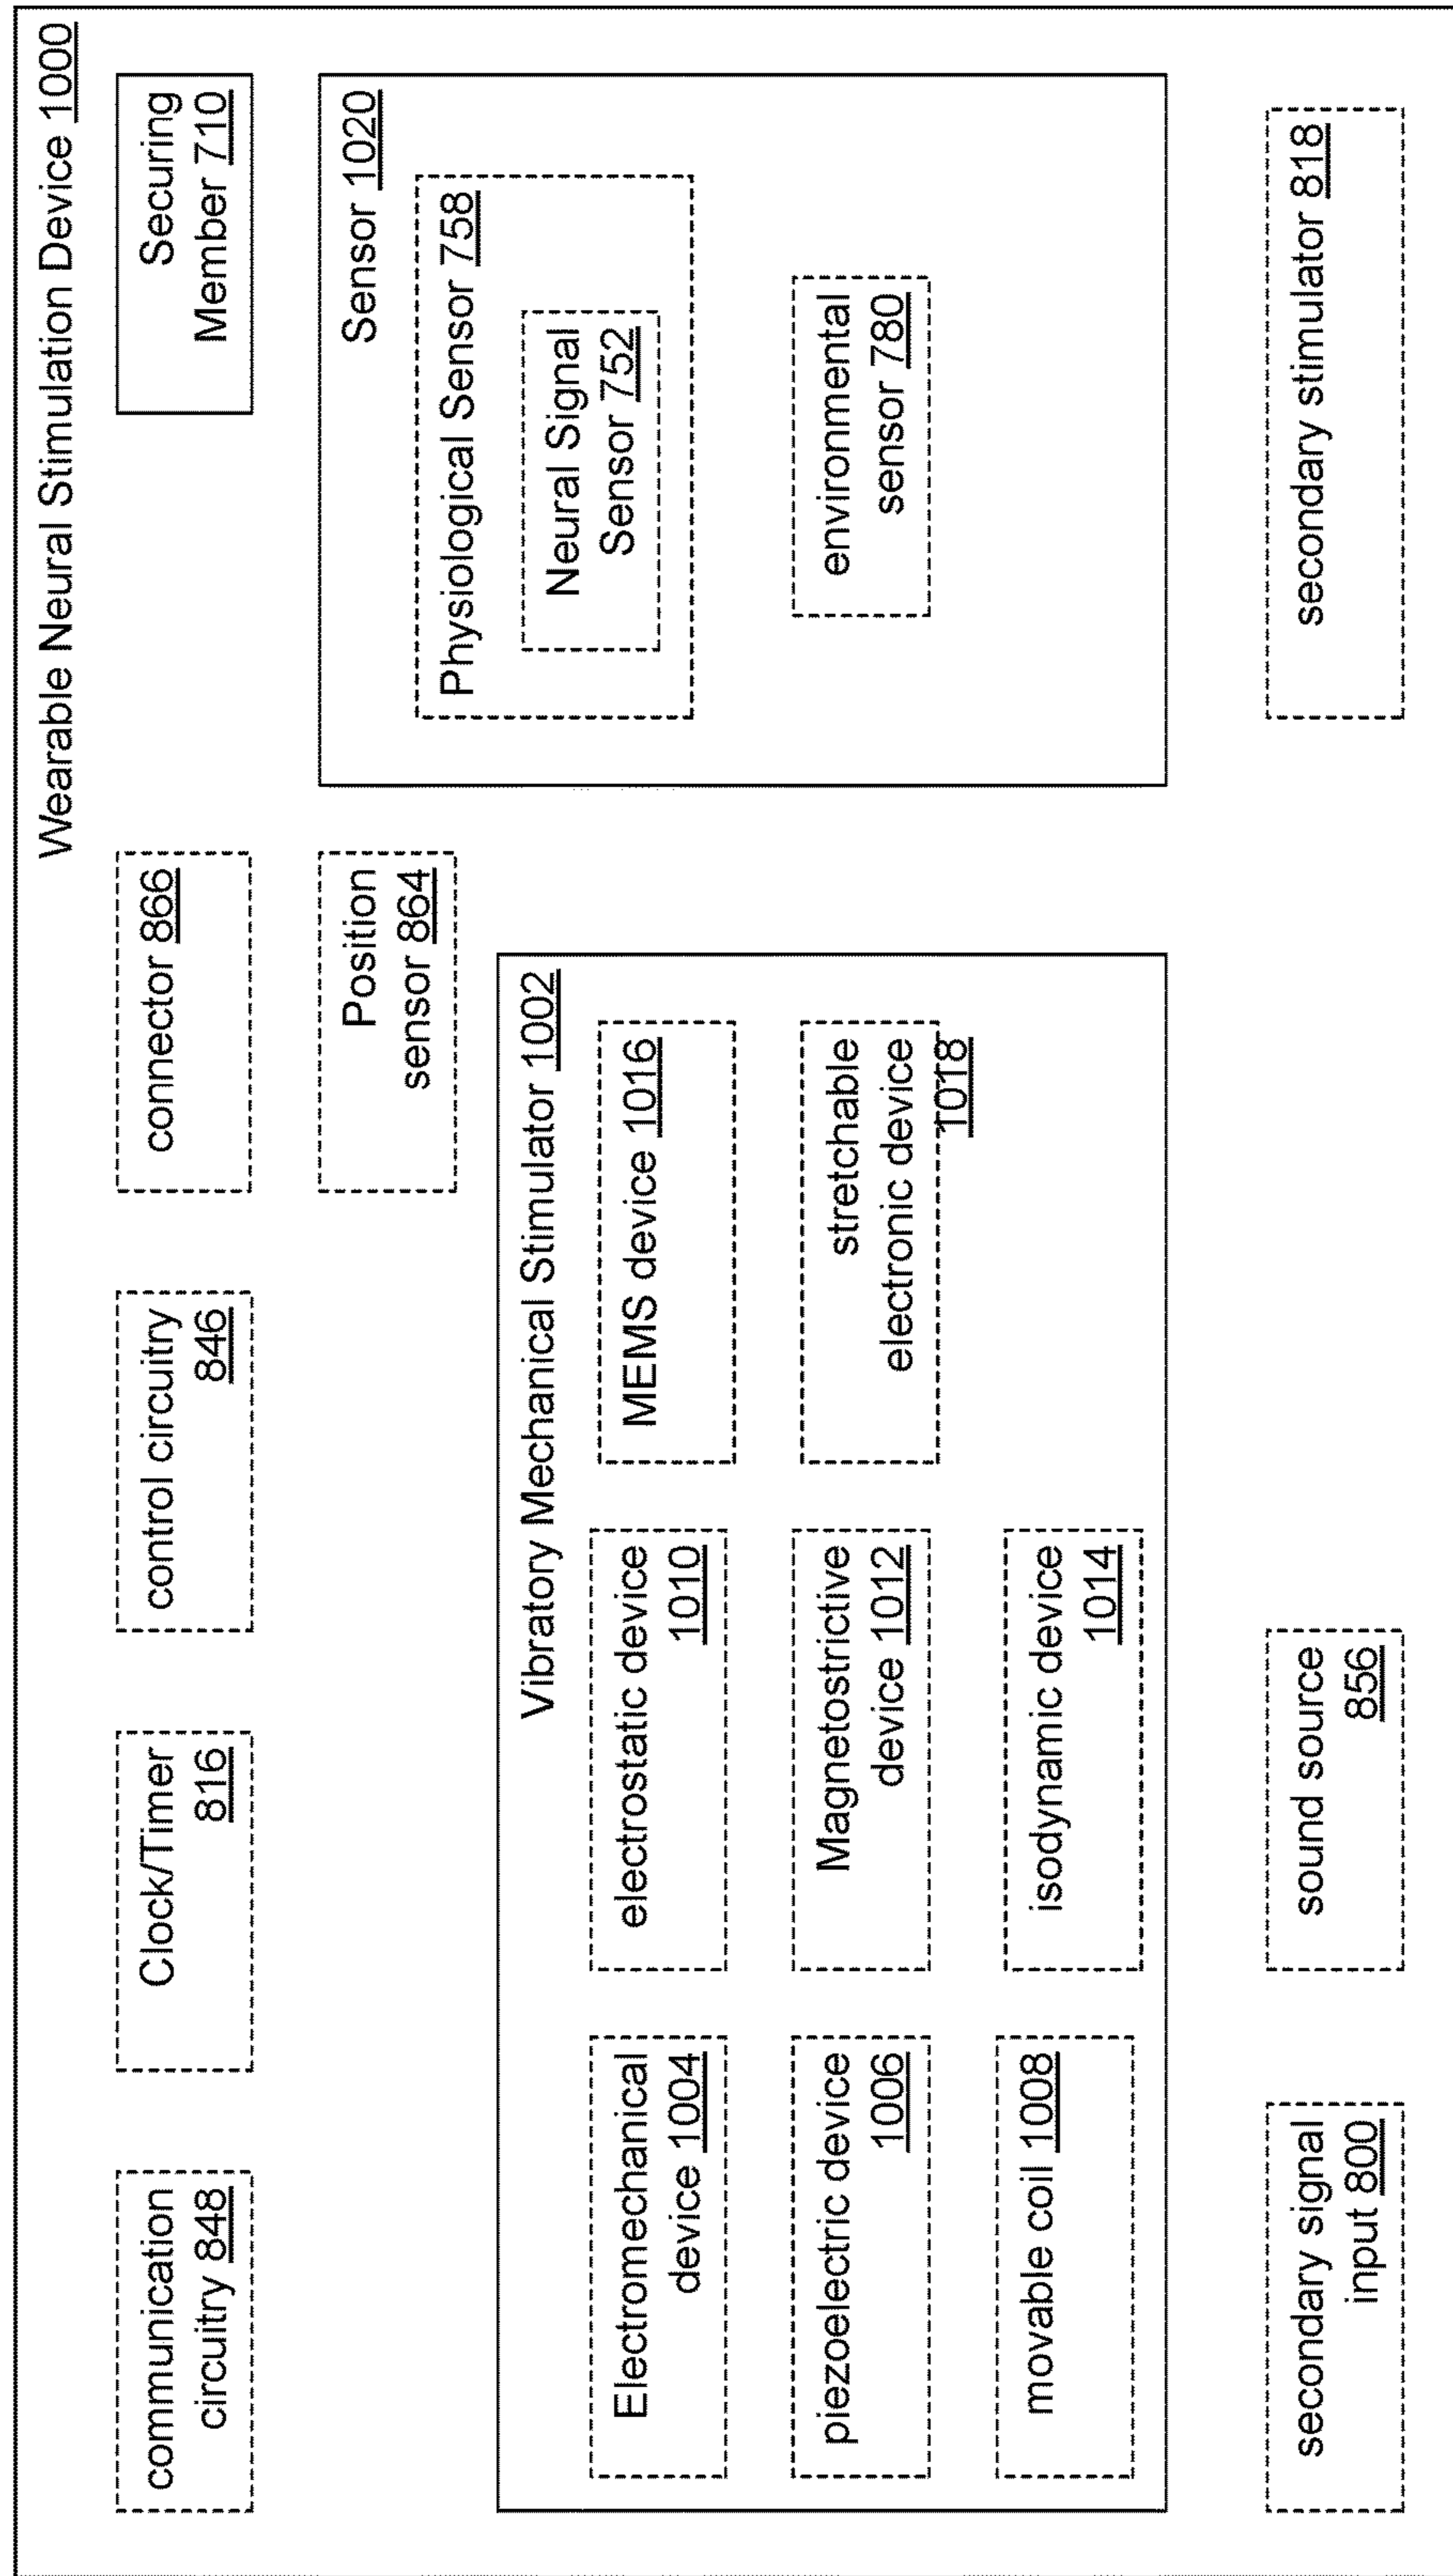 Wearable Neural Stimulation Device 1000
communication
circuitry 848
Clock/Timer
816
control circuitry
846
connector 866
Securing
Member 710
Position
sensor 864
Sensor 1020
Physiological Sensor 758
Neural Signal
Sensor 752
environmental
sensor 780
Vibratory Mechanical Stimulator 1002
Electromechanical
device 1004
electrostatic device
1010
MEMS device 1016
piezoelectric device
1006
Magnetostrictive
device 1012
stretchable
electronic device
1018
movable coil 1008
isodynamic device
1014
secondary signal
input 800
sound source
856
secondary stimulator 818